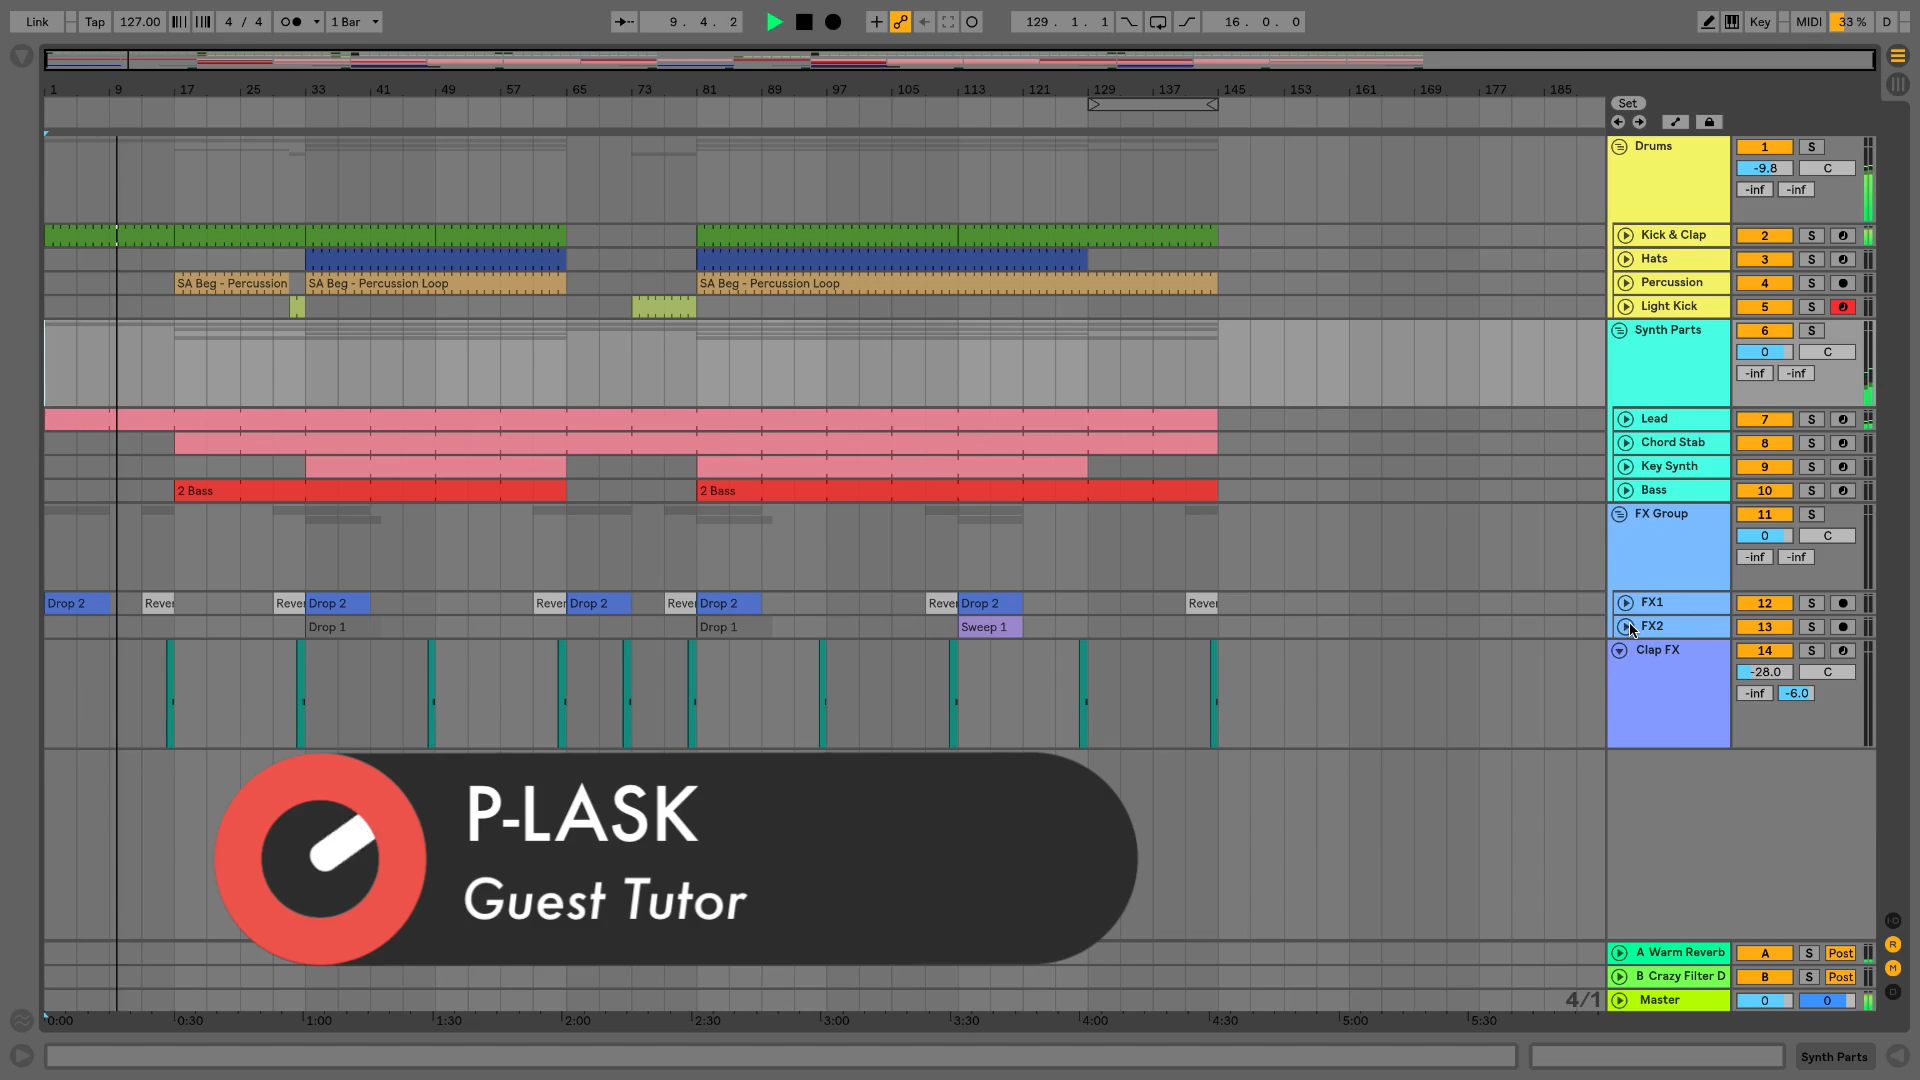 Link Tap 127.00 4 / 4 1 Bar 9 . 4 . 2 129 . 1 . 1 16 . 0 . 0 Key MIDI 33 % D
1 9 17 25 33 41 49 57 65 73 81 89 97 105 113 121 129 137 145 153 161 169 177 185
Set
Drums 1 S
-9.8 C
-inf -inf
Kick & Clap 2 S
Hats 3 S
SA Beg - Percussion SA Beg - Percussion Loop SA Beg - Percussion Loop Percussion 4 S
Light Kick 5 S
Synth Parts 6 S
0 C
-inf -inf
Lead 7 S
Chord Stab 8 S
Key Synth 9 S
2 Bass 2 Bass Bass 10 S
FX Group 11 S
0 C
-inf -inf
Drop 2 Rever Rever Drop 2 Rever Drop 2 Rever Drop 2 Rever Drop 2 Rever FX1 12 S
Drop 1 Drop 1 Sweep 1 FX2 13 S
Clap FX 14 S
-28.0 C
-inf -6.0
P-LASK
Guest Tutor
A Warm Reverb A S Post
B Crazy Filter D B S Post
4/1 Master 0 0
0:00 0:30 1:00 1:30 2:00 2:30 3:00 3:30 4:00 4:30 5:00 5:30
Synth Parts